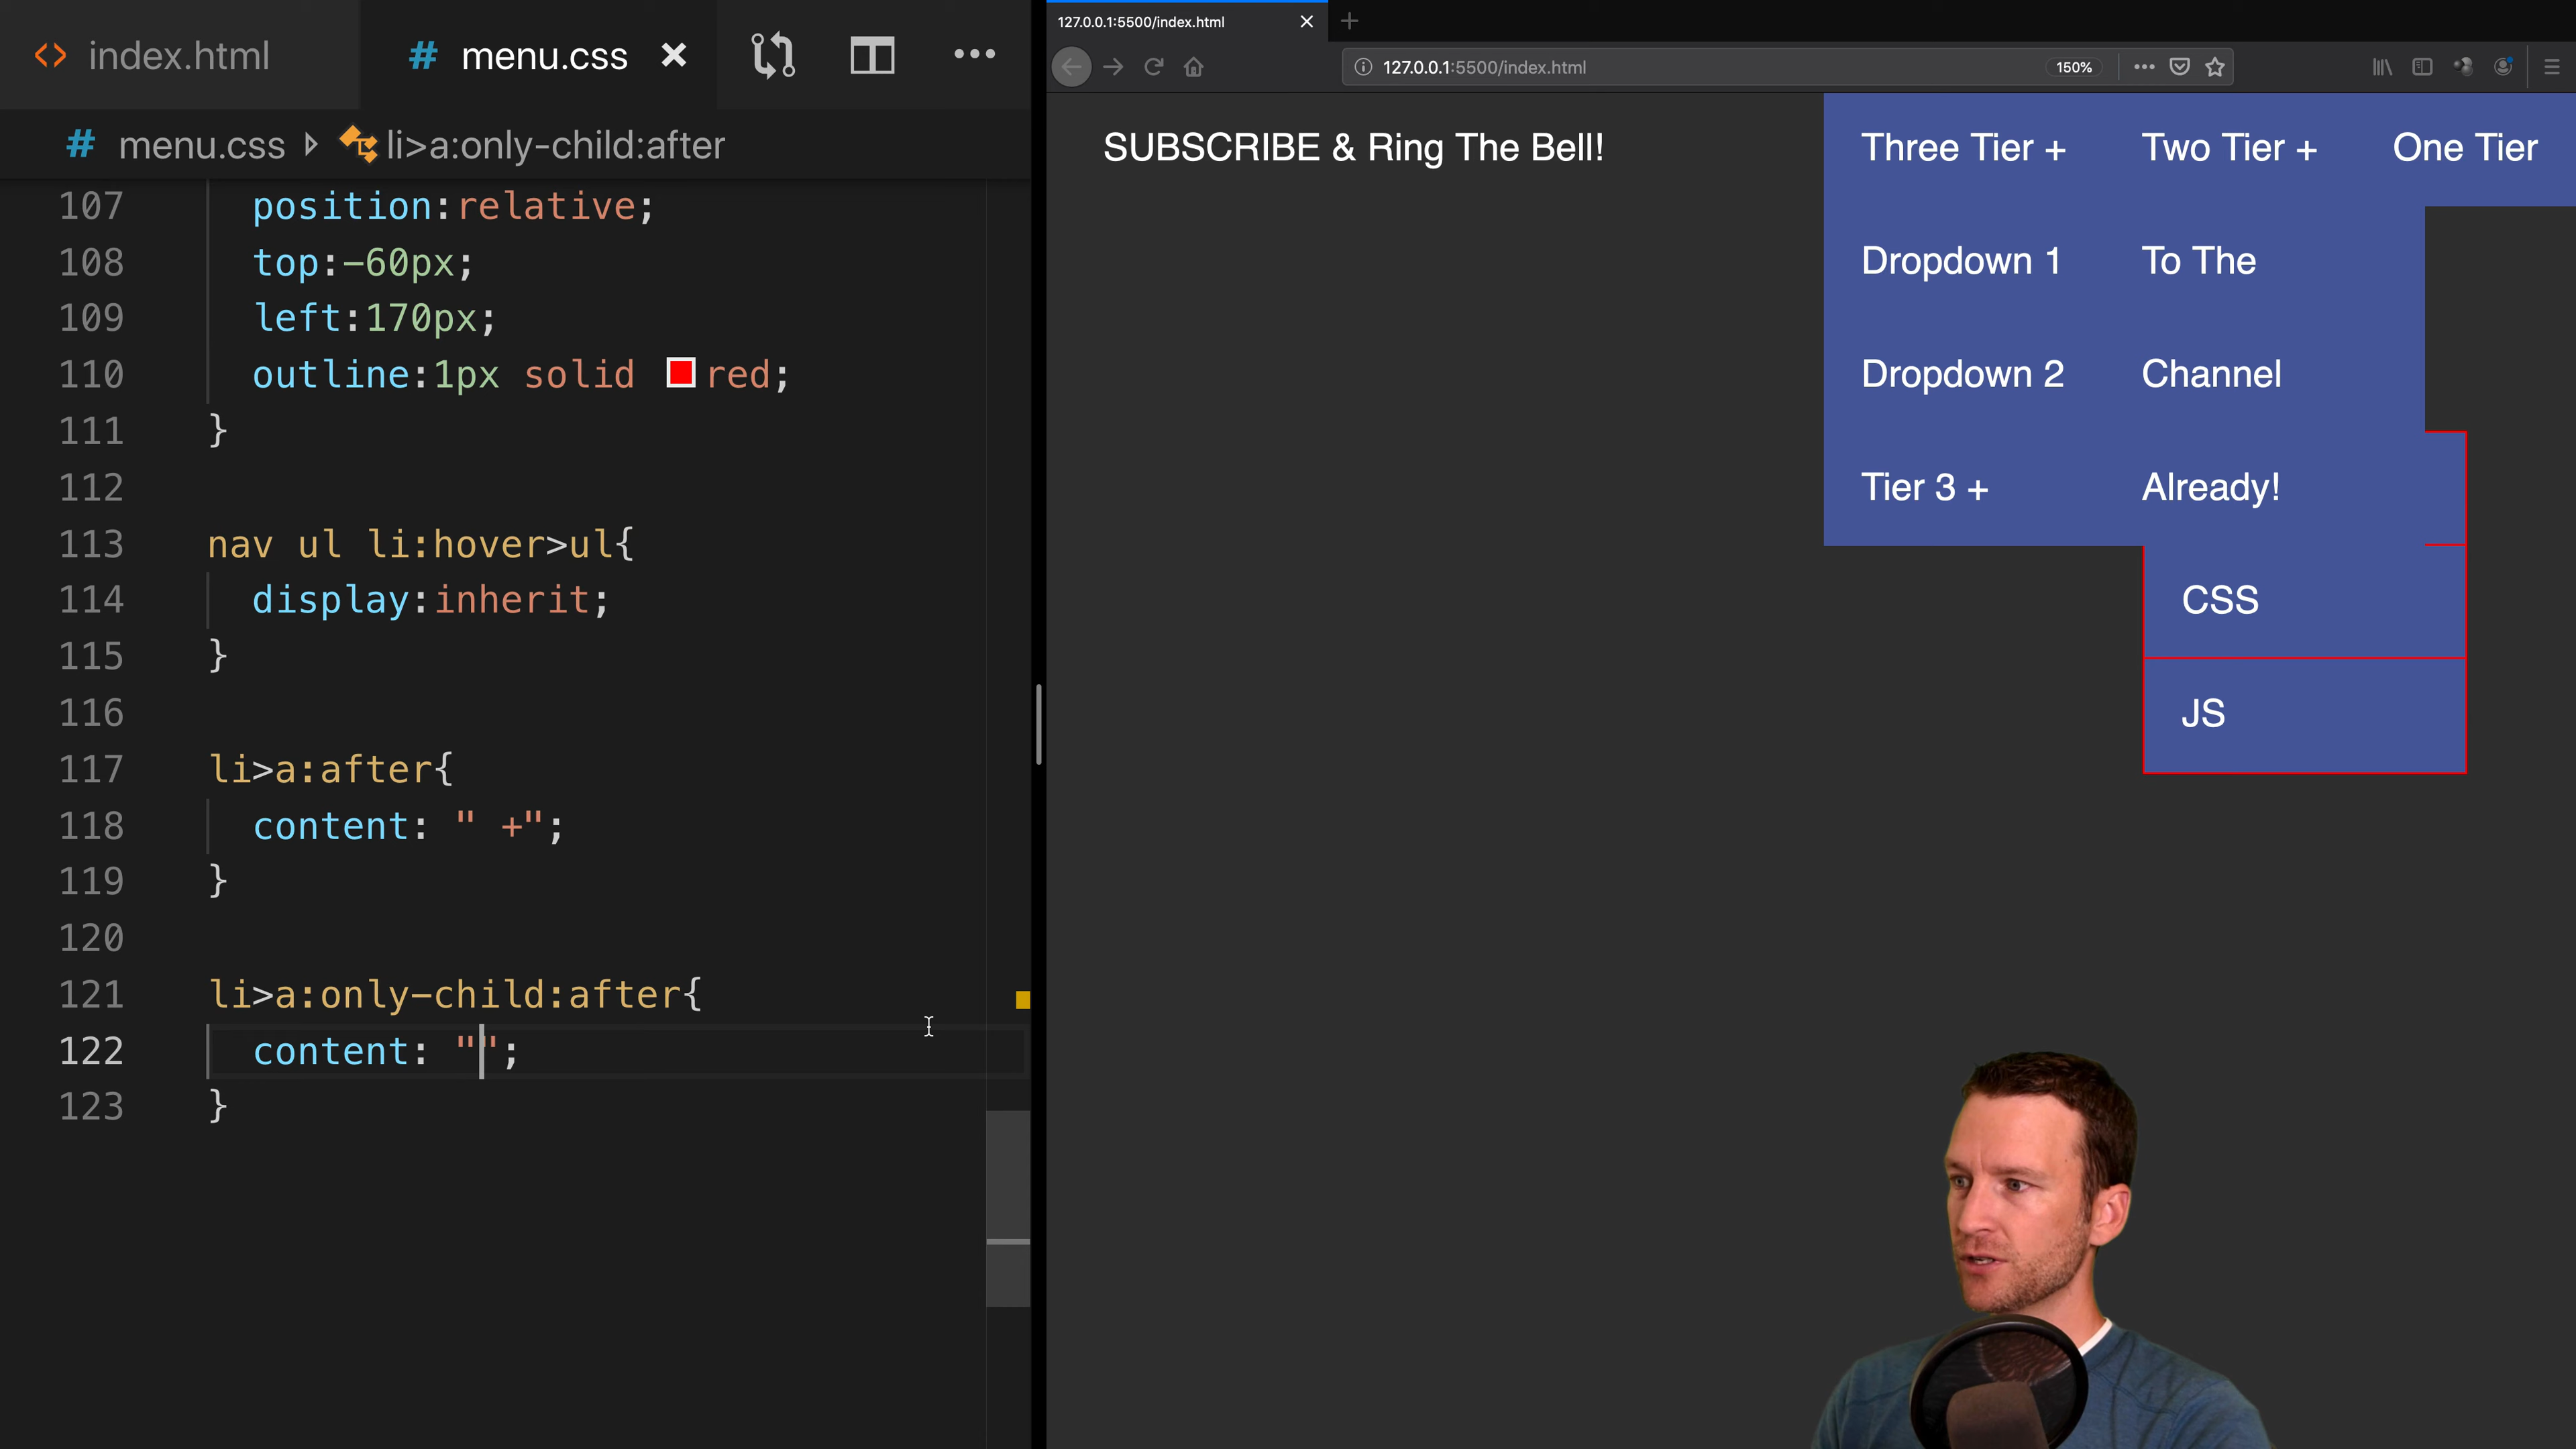 index.html
# menu.css
# menu.css li>a:only-child:after
107 position:relative;
108 top:-60px;
109 left:170px;
110 outline:1px solid red;
111 }
112
113 nav ul li:hover>ul{
114 display:inherit;
115 }
116
117 li>a:after{
118 content: " +";
119 }
120
121 li>a:only-child:after{
122 content: "";
123 }
127.0.0.1:5500/index.html
127.0.0.1:5500/index.html 150%
SUBSCRIBE & Ring The Bell! Three Tier + Two Tier + One Tier
Dropdown 1 To The
Dropdown 2 Channel
Tier 3 + Already!
CSS
JS